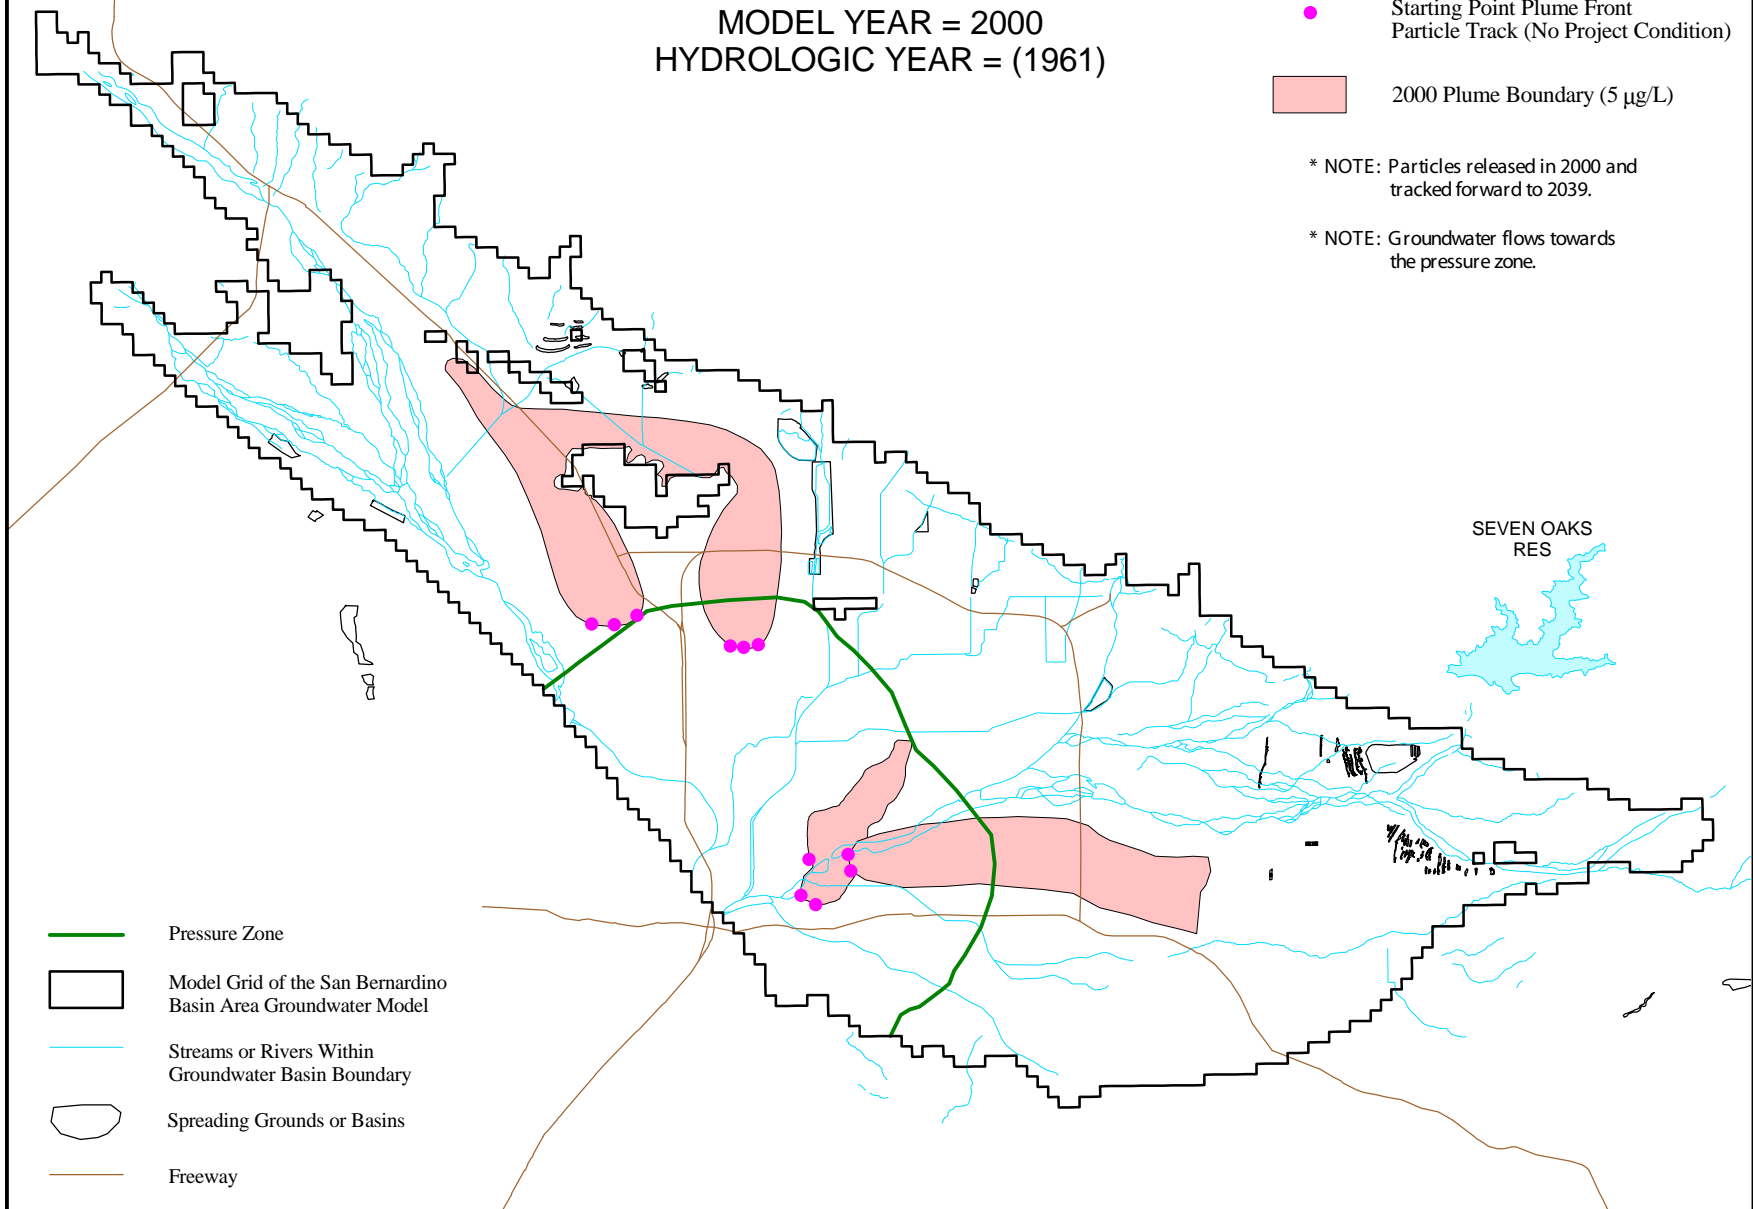 MODEL YEAR = 2000
HYDROLOGIC YEAR = (1961)
Starting Point Plume Front
Particle Track (No Project Condition)
2000 Plume Boundary (5 µg/L)
* NOTE: Particles released in 2000 and
tracked forward to 2039.
* NOTE: Groundwater flows towards
the pressure zone.
SEVEN OAKS
RES
Pressure Zone
Model Grid of the San Bernardino
Basin Area Groundwater Model
Streams or Rivers Within
Groundwater Basin Boundary
Spreading Grounds or Basins
Freeway